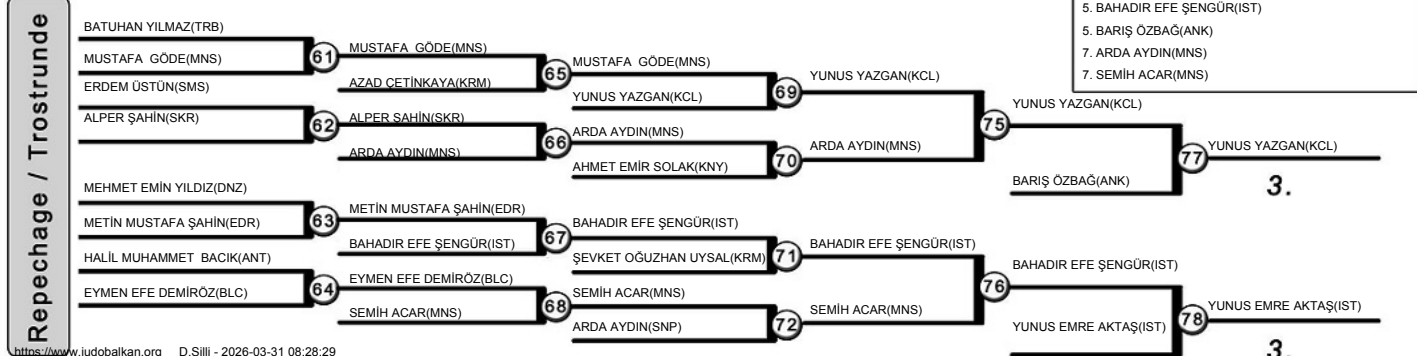 Repechage / Trostrunde
5. BAHADIR EFE ŞENGÜR(IST)
5. BARIŞ ÖZBAĞ(ANK)
7. ARDA AYDIN(MNS)
7. SEMİH ACAR(MNS)
BATUHAN YILMAZ(TRB)
MUSTAFA  GÖDE(MNS)
61
ERDEM ÜSTÜN(SMS)
ALPER ŞAHİN(SKR)
62
MEHMET EMİN YILDIZ(DNZ)
METİN MUSTAFA ŞAHİN(EDR)
63
HALİL MUHAMMET  BACIK(ANT)
EYMEN EFE DEMİRÖZ(BLC)
64
MUSTAFA  GÖDE(MNS)
AZAD ÇETİNKAYA(KRM)
65
ALPER ŞAHİN(SKR)
ARDA AYDIN(MNS)
66
METİN MUSTAFA ŞAHİN(EDR)
BAHADIR EFE ŞENGÜR(IST)
67
EYMEN EFE DEMİRÖZ(BLC)
SEMİH ACAR(MNS)
68
MUSTAFA  GÖDE(MNS)
YUNUS YAZGAN(KCL)
69
ARDA AYDIN(MNS)
AHMET EMİR SOLAK(KNY)
70
BAHADIR EFE ŞENGÜR(IST)
ŞEVKET OĞUZHAN UYSAL(KRM)
71
SEMİH ACAR(MNS)
ARDA AYDIN(SNP)
72
YUNUS YAZGAN(KCL)
ARDA AYDIN(MNS)
75
BAHADIR EFE ŞENGÜR(IST)
SEMİH ACAR(MNS)
76
YUNUS YAZGAN(KCL)
BARIŞ ÖZBAĞ(ANK)
77
BAHADIR EFE ŞENGÜR(IST)
YUNUS EMRE AKTAŞ(IST)
78
YUNUS YAZGAN(KCL)
3.
YUNUS EMRE AKTAŞ(IST)
3.
https://www.judobalkan.org    D.Silli - 2026-03-31 08:28:29